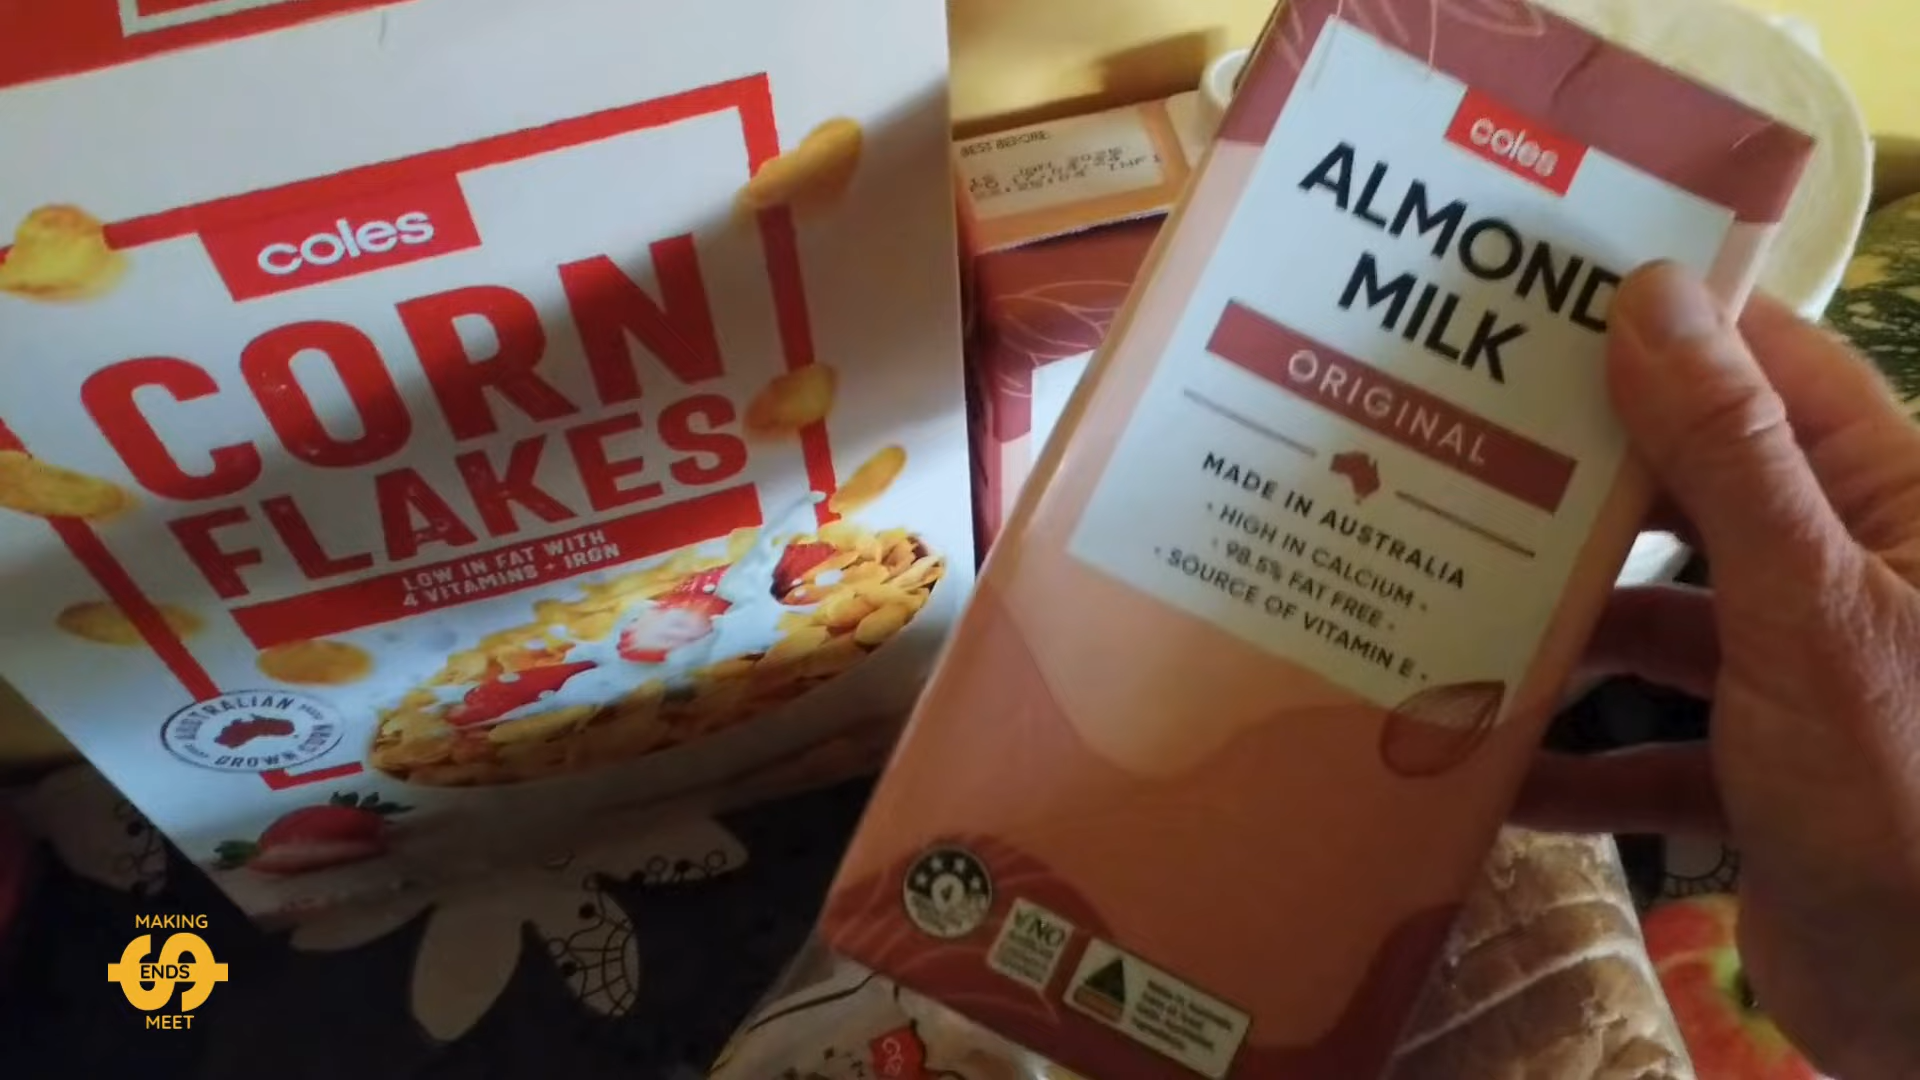 coles
CORN
FLAKES
LOW IN FAT WITH
4 VITAMINS + IRON
AUSTRALIAN
GROWN
CORN
BEST BEFORE:
coles
ALMOND
MILK
ORIGINAL
MADE IN AUSTRALIA
• HIGH IN CALCIUM •
• 98.5% FAT FREE •
• SOURCE OF VITAMIN E •
NO
MAKING
ENDS
MEET